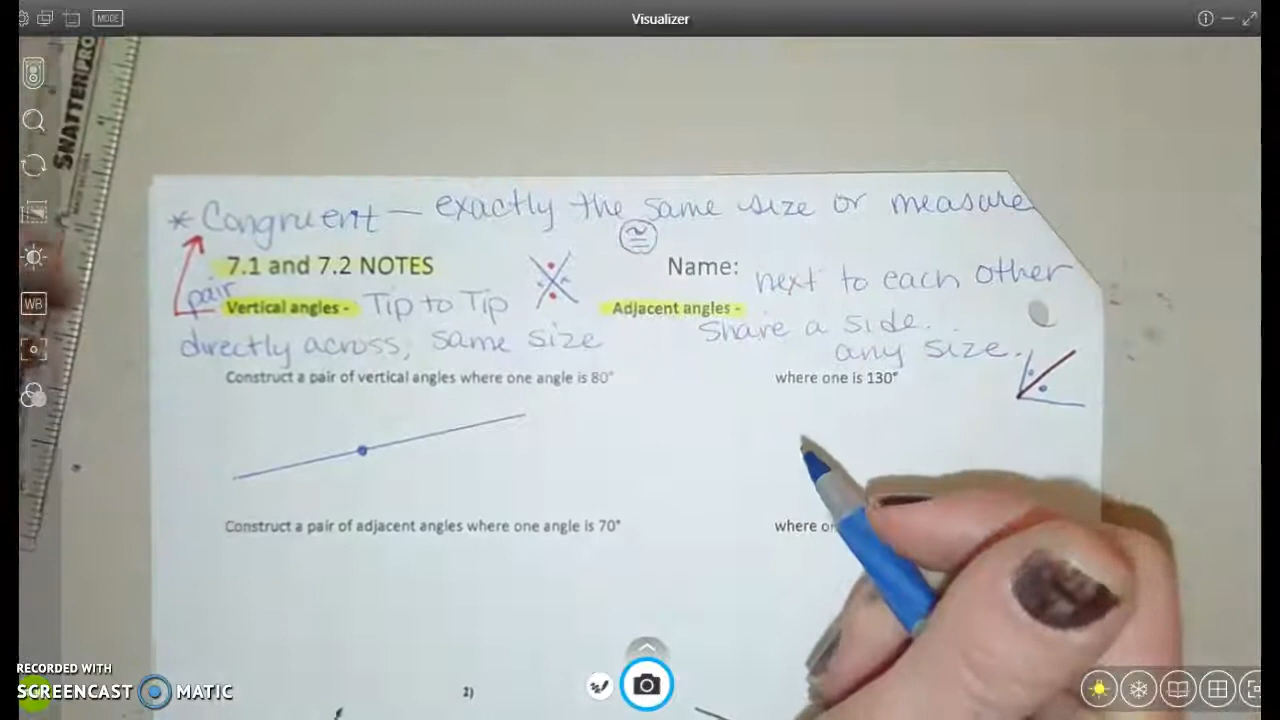 MODE
Visualizer
SNATTERPRO
* Congruent — exactly the same size or measure
≅
7.1 and 7.2 NOTES
Name:
next to each other
pair
Vertical angles - Tip to Tip
Adjacent angles -
share a side.
directly across, same size
any size.
Construct a pair of vertical angles where one angle is 80°
where one is 130°
Construct a pair of adjacent angles where one angle is 70°
where
WB
RECORDED WITH
SCREENCAST MATIC
2)